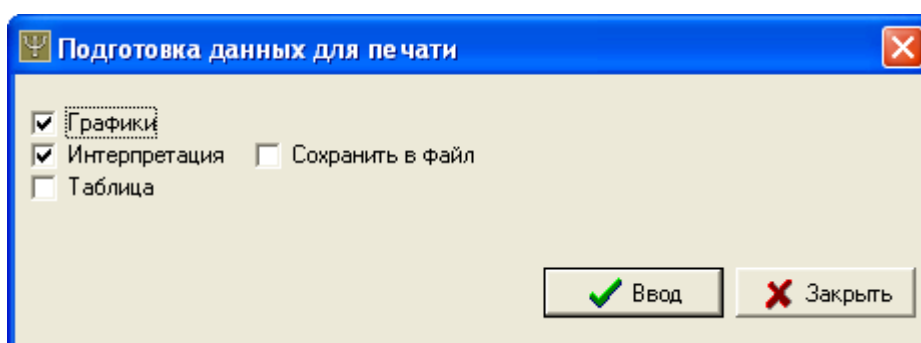 Подготовка данных для печати
Графики
Интерпретация Сохранить в файл
Таблица
Ввод Закрыть